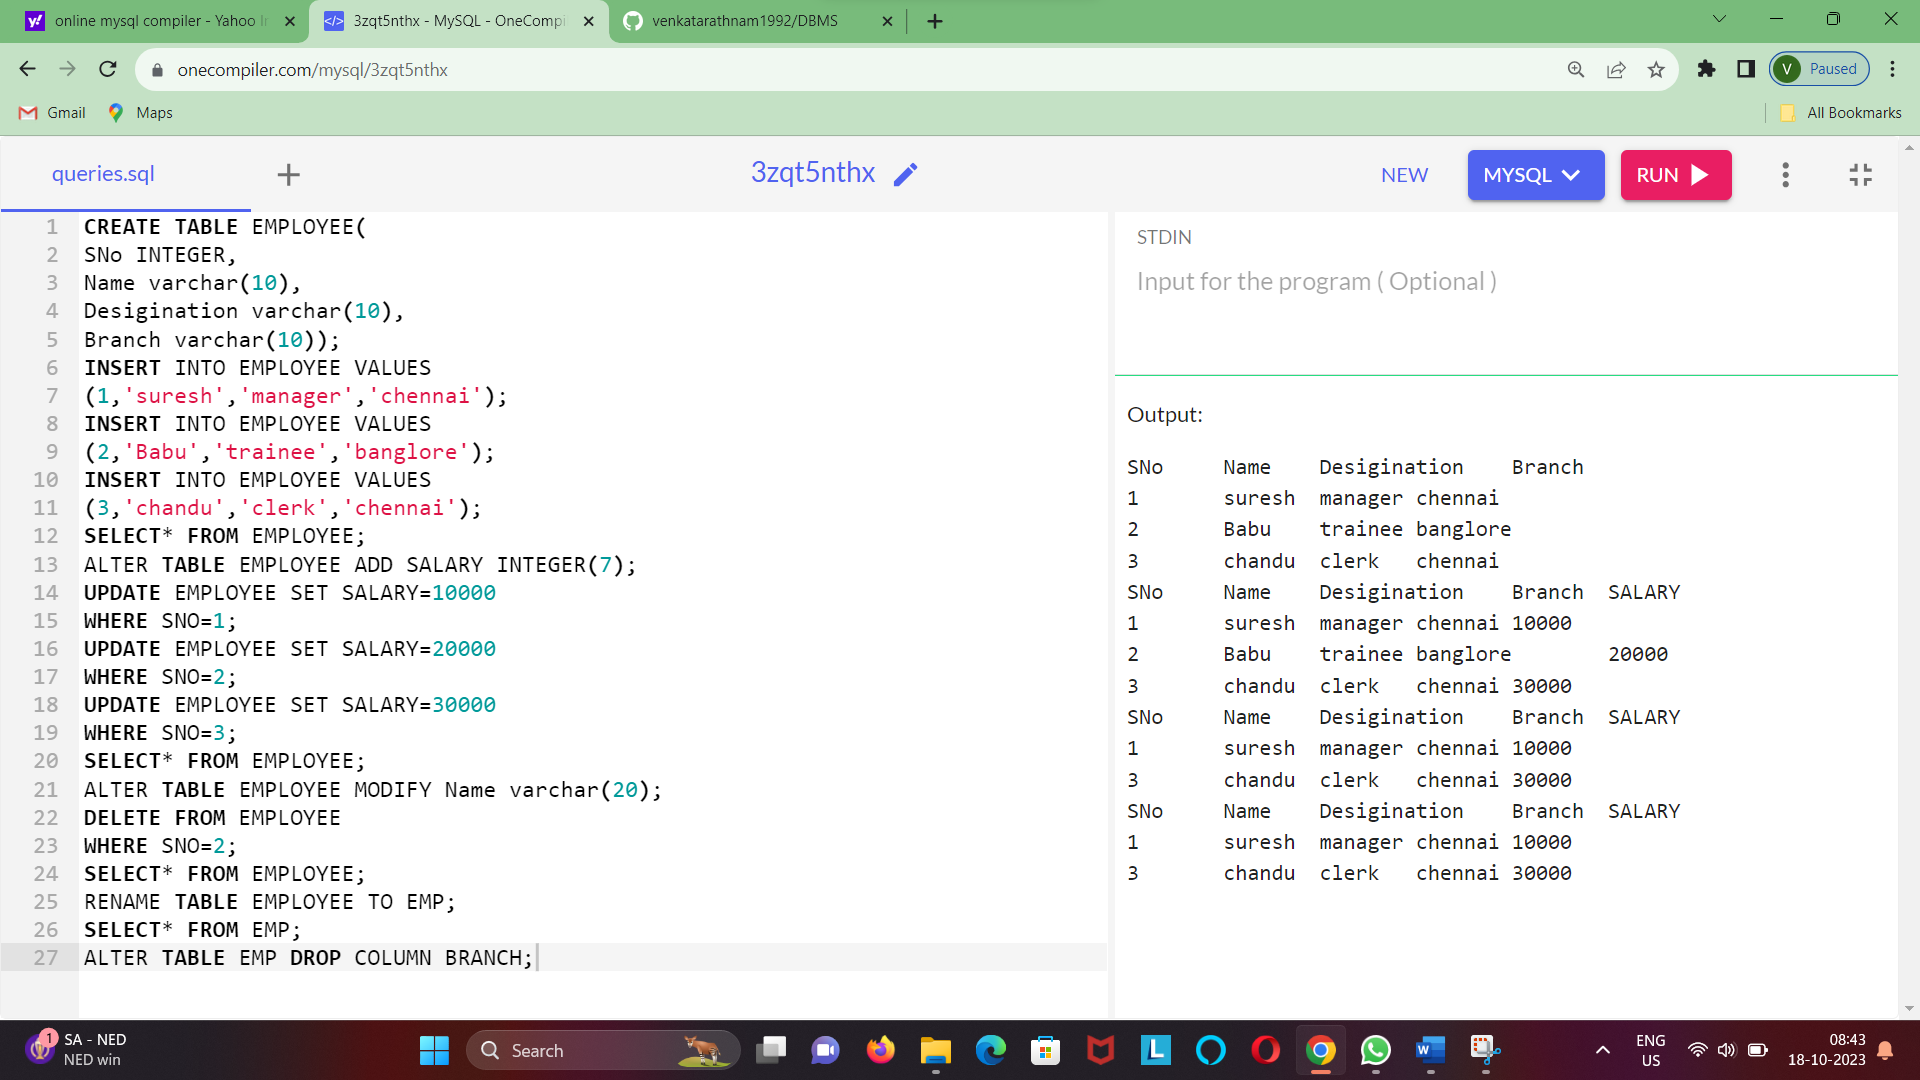 online mysql compiler - Yahoo I
3zqt5nthx - MySQL - OneCompi
venkatarathnam1992/DBMS
onecompiler.com/mysql/3zqt5nthx
V Paused
Gmail
Maps
All Bookmarks
queries.sql
3zqt5nthx
NEW
MYSQL
RUN
1 CREATE TABLE EMPLOYEE(
2 SNo INTEGER,
3 Name varchar(10),
4 Desigination varchar(10),
5 Branch varchar(10));
6 INSERT INTO EMPLOYEE VALUES
7 (1,'suresh','manager','chennai');
8 INSERT INTO EMPLOYEE VALUES
9 (2,'Babu','trainee','banglore');
10 INSERT INTO EMPLOYEE VALUES
11 (3,'chandu','clerk','chennai');
12 SELECT* FROM EMPLOYEE;
13 ALTER TABLE EMPLOYEE ADD SALARY INTEGER(7);
14 UPDATE EMPLOYEE SET SALARY=10000
15 WHERE SNO=1;
16 UPDATE EMPLOYEE SET SALARY=20000
17 WHERE SNO=2;
18 UPDATE EMPLOYEE SET SALARY=30000
19 WHERE SNO=3;
20 SELECT* FROM EMPLOYEE;
21 ALTER TABLE EMPLOYEE MODIFY Name varchar(20);
22 DELETE FROM EMPLOYEE
23 WHERE SNO=2;
24 SELECT* FROM EMPLOYEE;
25 RENAME TABLE EMPLOYEE TO EMP;
26 SELECT* FROM EMP;
27 ALTER TABLE EMP DROP COLUMN BRANCH;
STDIN
Input for the program ( Optional )
Output:
SNo Name Desigination Branch
1 suresh manager chennai
2 Babu trainee banglore
3 chandu clerk chennai
SNo Name Desigination Branch SALARY
1 suresh manager chennai 10000
2 Babu trainee banglore 20000
3 chandu clerk chennai 30000
SNo Name Desigination Branch SALARY
1 suresh manager chennai 10000
3 chandu clerk chennai 30000
SNo Name Desigination Branch SALARY
1 suresh manager chennai 10000
3 chandu clerk chennai 30000
1
SA - NED
NED win
Search
ENG
US
08:43
18-10-2023